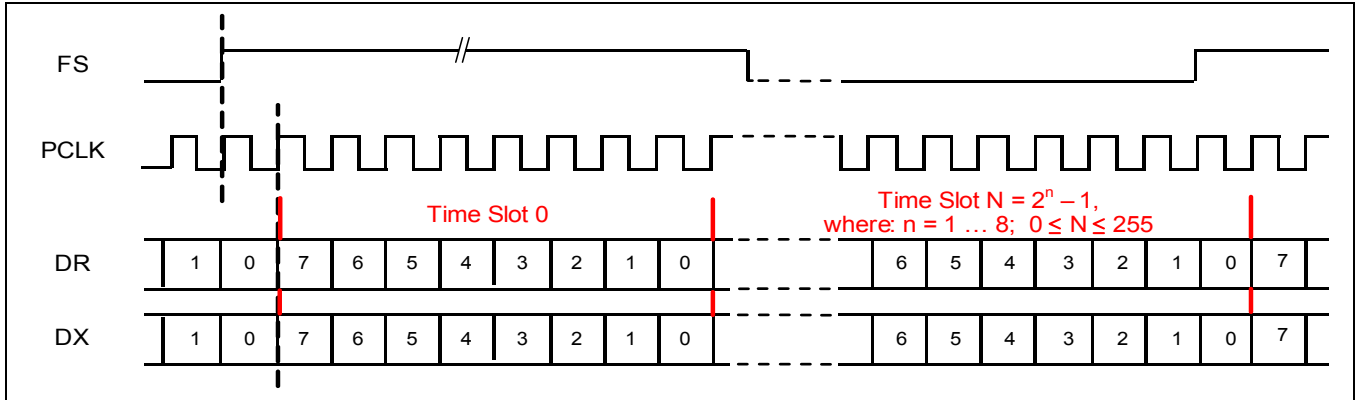 FS
PCLK
Time Slot 0
Time Slot N = 2ⁿ – 1,
where: n = 1 … 8; 0 ≤ N ≤ 255
DR 1 0 7 6 5 4 3 2 1 0 6 5 4 3 2 1 0 7
DX 1 0 7 6 5 4 3 2 1 0 6 5 4 3 2 1 0 7